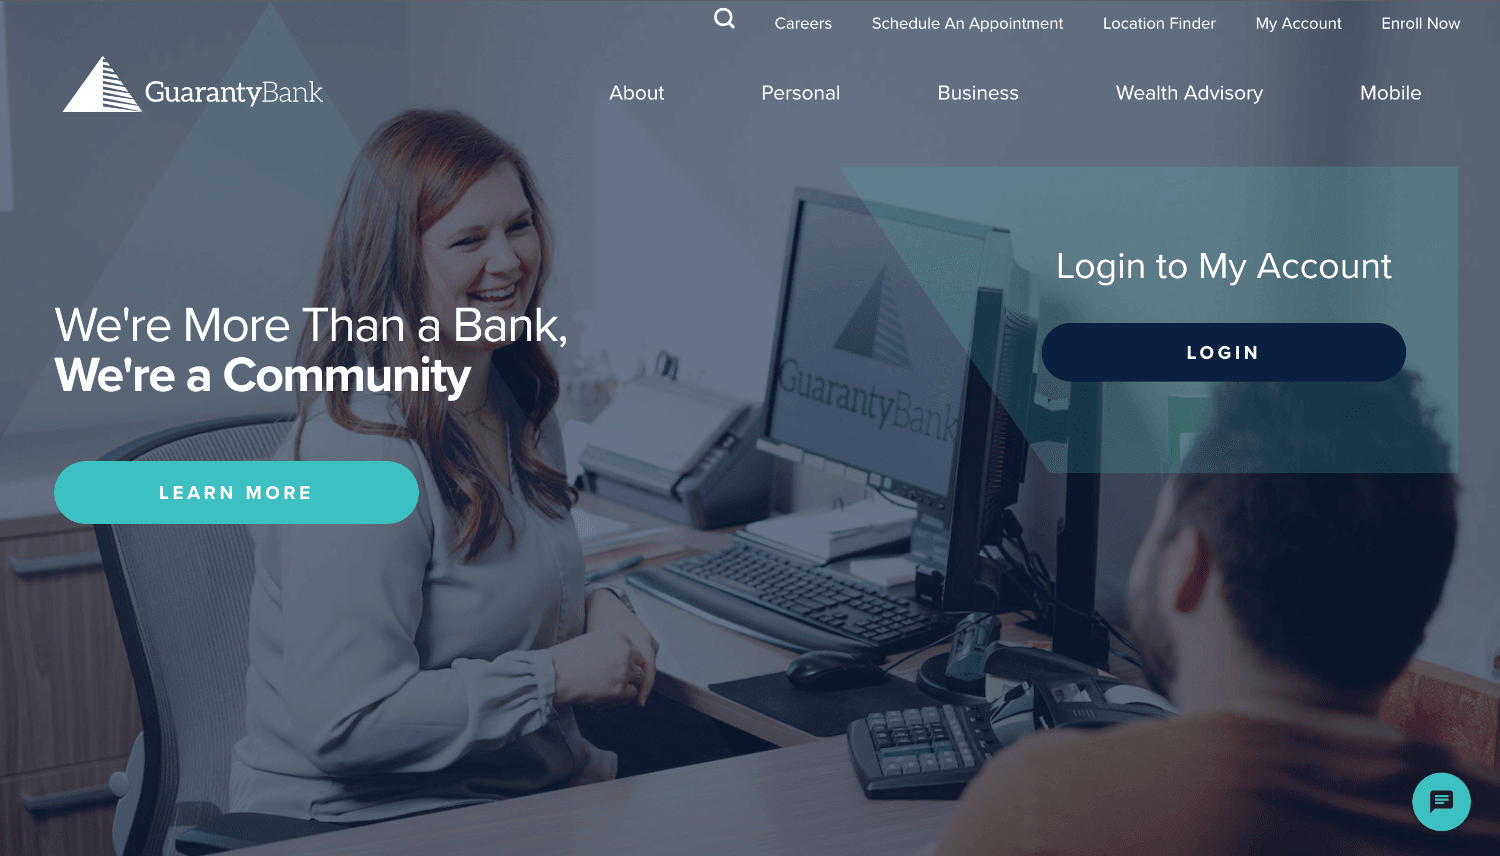 Careers Schedule An Appointment Location Finder My Account Enroll Now
GuarantyBank
About Personal Business Wealth Advisory Mobile
We're More Than a Bank,
We're a Community
LEARN MORE
Login to My Account
LOGIN
GuarantyBank